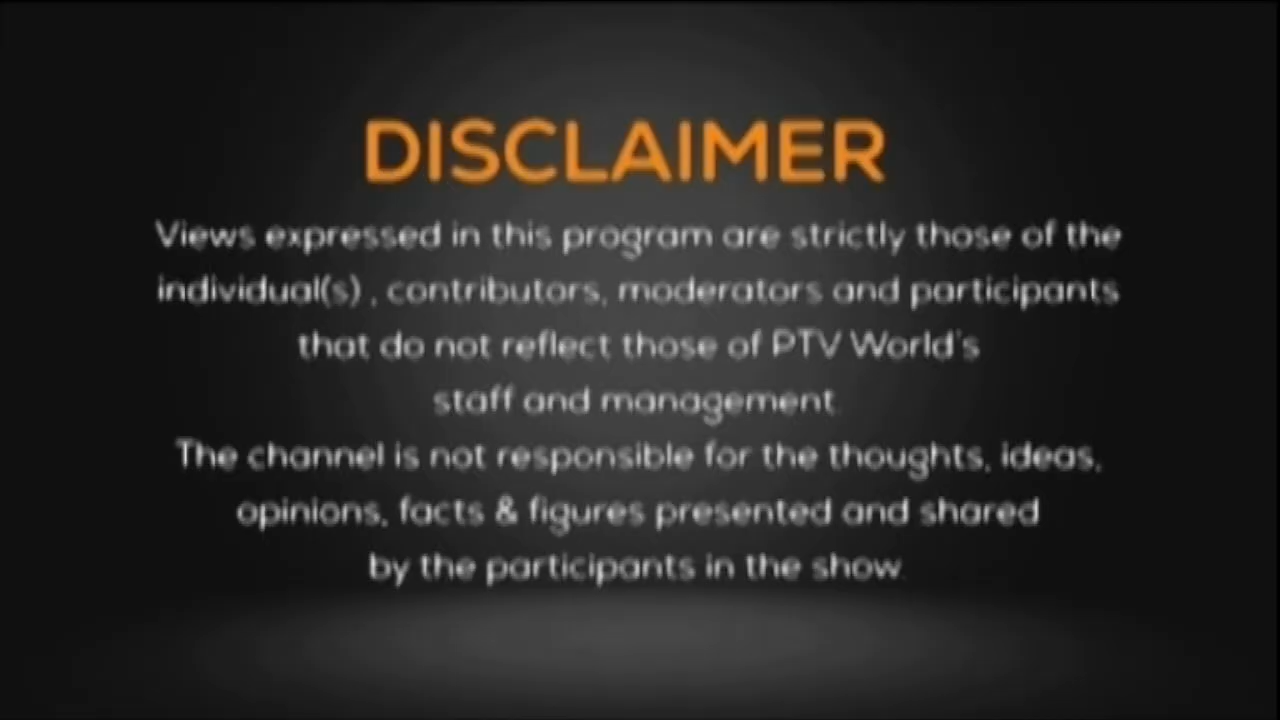 DISCLAIMER
Views expressed in this program are strictly those of the
individual(s) , contributors, moderators and participants
that do not reflect those of PTV World's
staff and management.
The channel is not responsible for the thoughts, ideas,
opinions, facts & figures presented and shared
by the participants in the show.